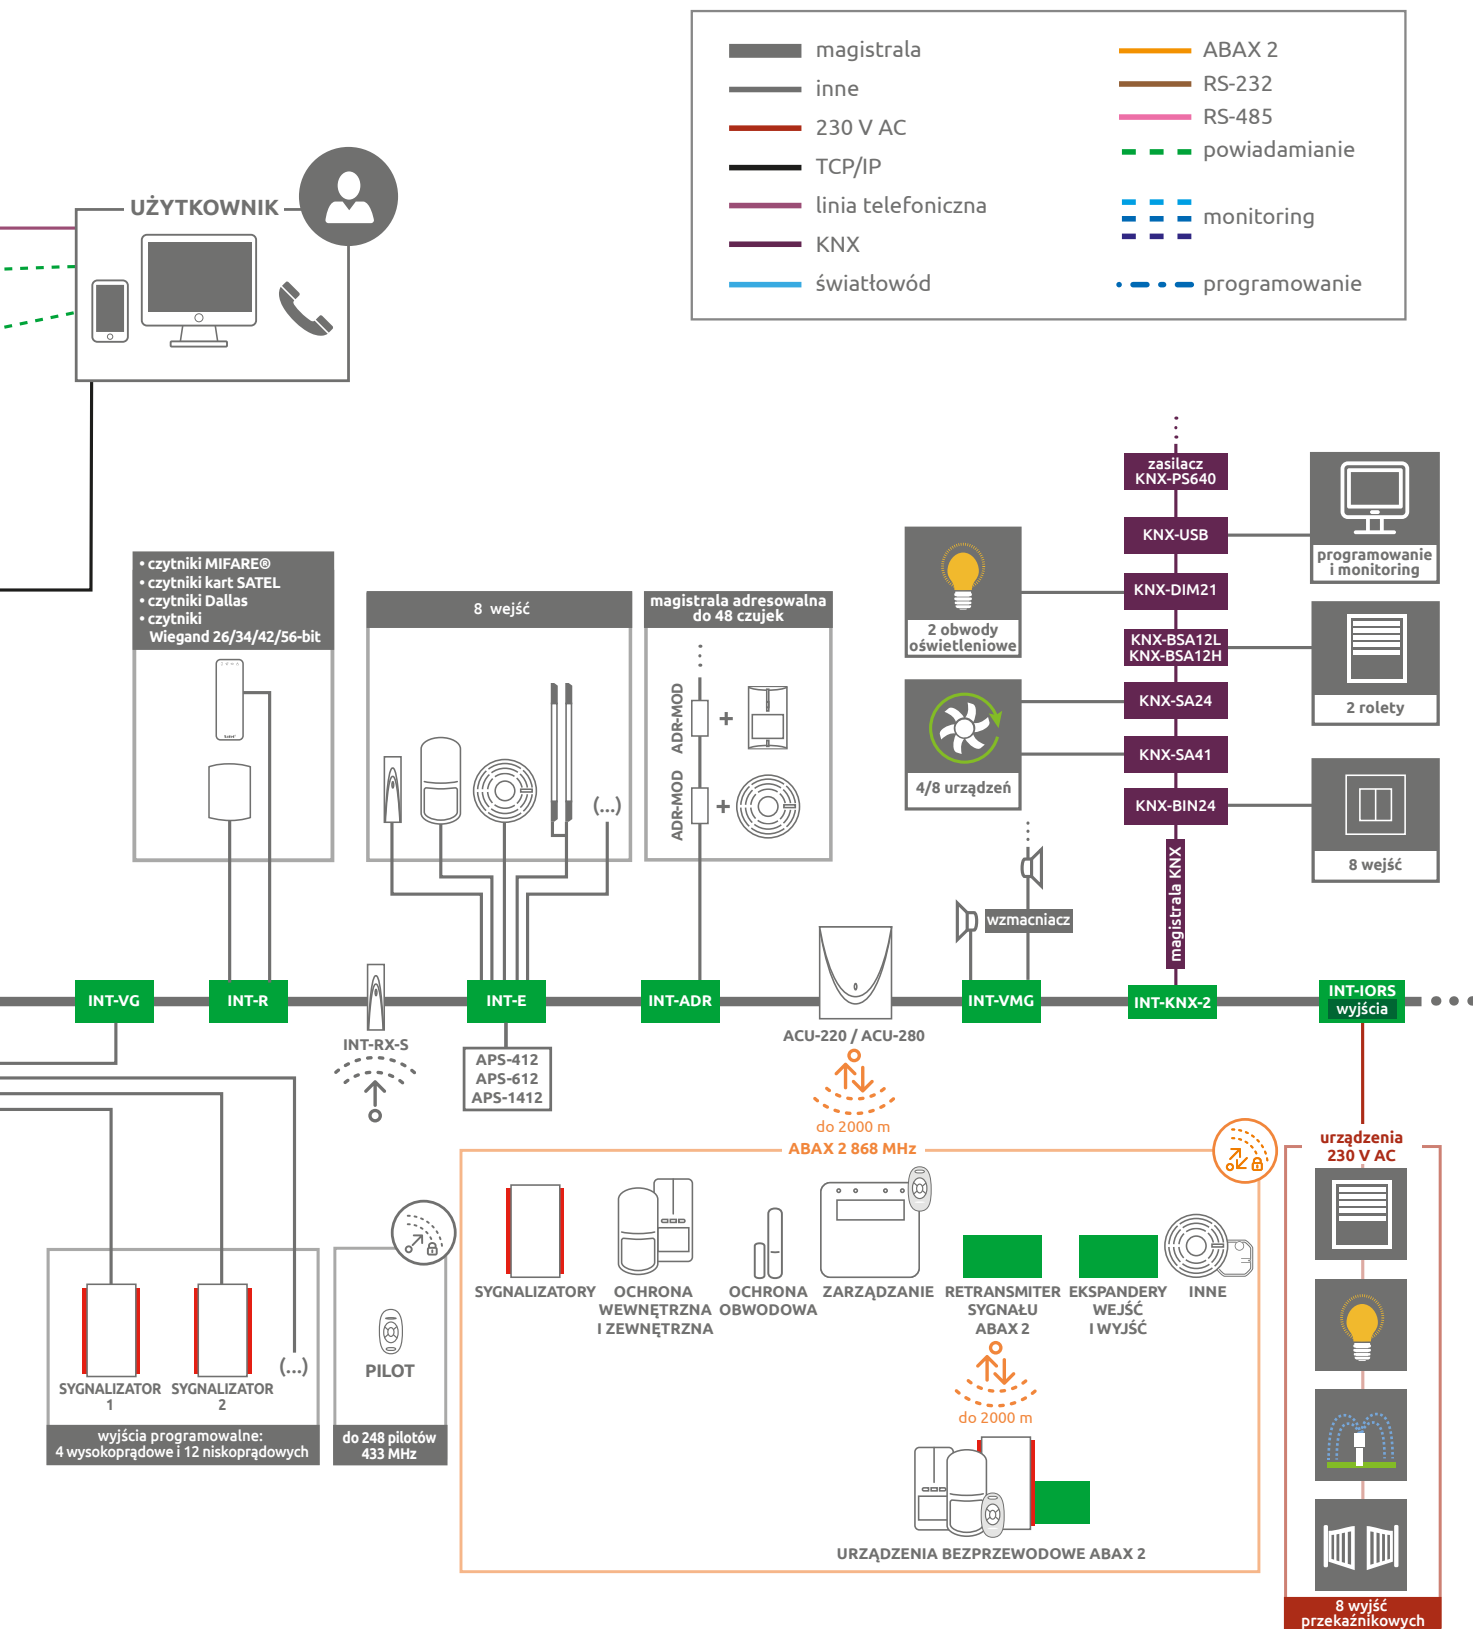 magistrala
inne
230 V AC
TCP/IP
linia telefoniczna
KNX
światłowód
ABAX 2
RS-232
RS-485
powiadamianie
monitoring
programowanie
UŻYTKOWNIK
zasilacz
KNX-PS640
KNX-USB
KNX-DIM21
KNX-BSA12L
KNX-BSA12H
KNX-SA24
KNX-SA41
KNX-BIN24
magistrala KNX
programowanie
i monitoring
2 rolety
8 wejść
2 obwody
oświetleniowe
4/8 urządzeń
• czytniki MIFARE®
• czytniki kart SATEL
• czytniki Dallas
• czytniki
Wiegand 26/34/42/56-bit
Satel
8 wejść
(...)
magistrala adresowalna
do 48 czujek
ADR-MOD
+
ADR-MOD
+
wzmacniacz
INT-VG
INT-R
INT-RX-S
INT-E
INT-ADR
ACU-220 / ACU-280
INT-VMG
INT-KNX-2
INT-IORS
wyjścia
APS-412
APS-612
APS-1412
do 2000 m
ABAX 2 868 MHz
SYGNALIZATORY
OCHRONA
WEWNĘTRZNA
I ZEWNĘTRZNA
OCHRONA
OBWODOWA
ZARZĄDZANIE
RETRANSMITER
SYGNAŁU
ABAX 2
EKSPANDERY
WEJŚĆ
I WYJŚĆ
INNE
do 2000 m
URZĄDZENIA BEZPRZEWODOWE ABAX 2
urządzenia
230 V AC
8 wyjść
przekaźnikowych
SYGNALIZATOR
1
SYGNALIZATOR
2
(...)
wyjścia programowalne:
4 wysokoprądowe i 12 niskoprądowych
PILOT
do 248 pilotów
433 MHz